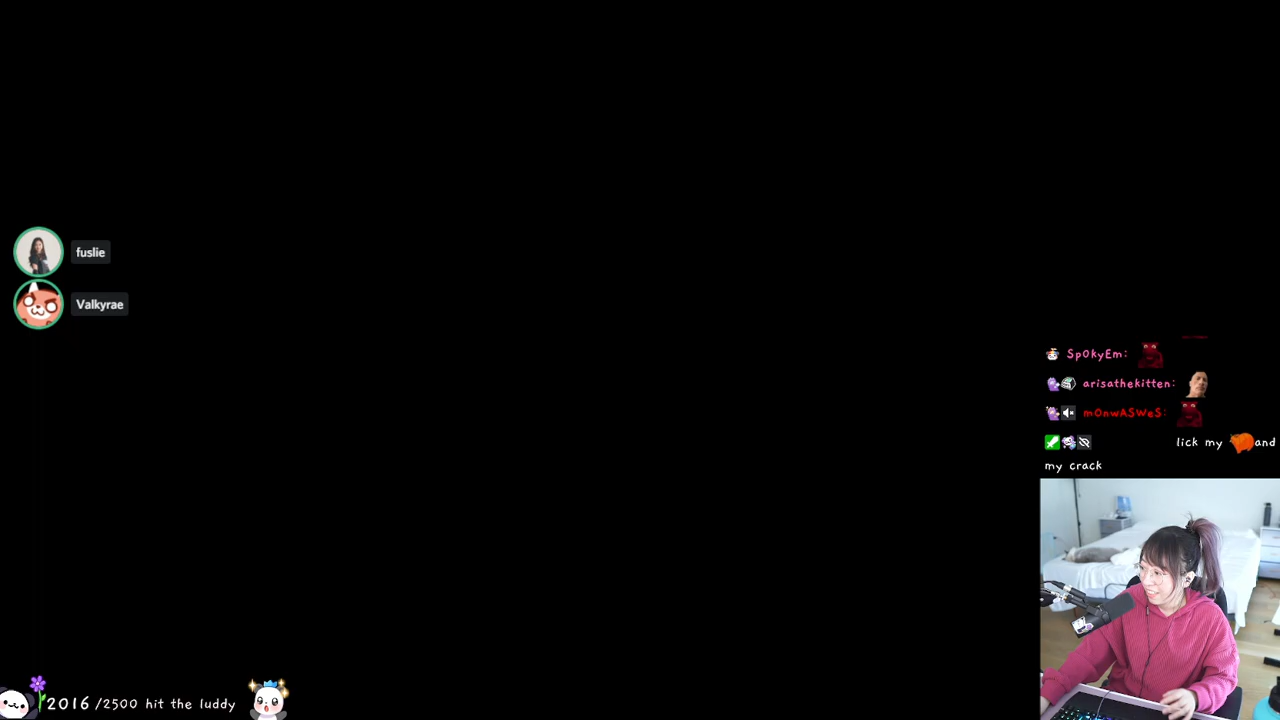 fuslie
Valkyrae
Sp0kyEm:
arisathekitten:
m0nwASWeS:
lick my and
my crack
2016 /2500 hit the luddy